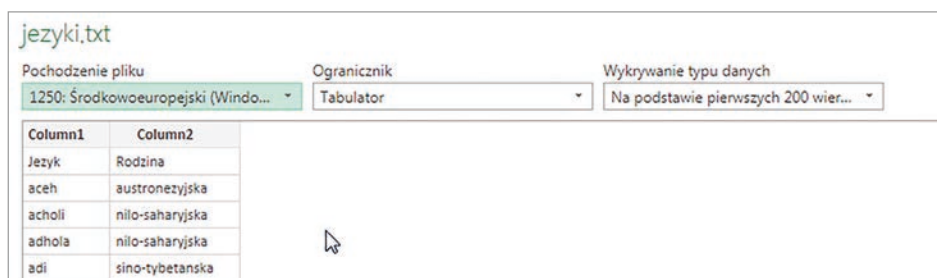 jezyki.txt
Pochodzenie pliku Ogranicznik Wykrywanie typu danych
1250: Środkowoeuropejski (Windo... Tabulator Na podstawie pierwszych 200 wier...
Column1 Column2
Jezyk Rodzina
aceh austronezyjska
acholi nilo-saharyjska
adhola nilo-saharyjska
adi sino-tybetanska